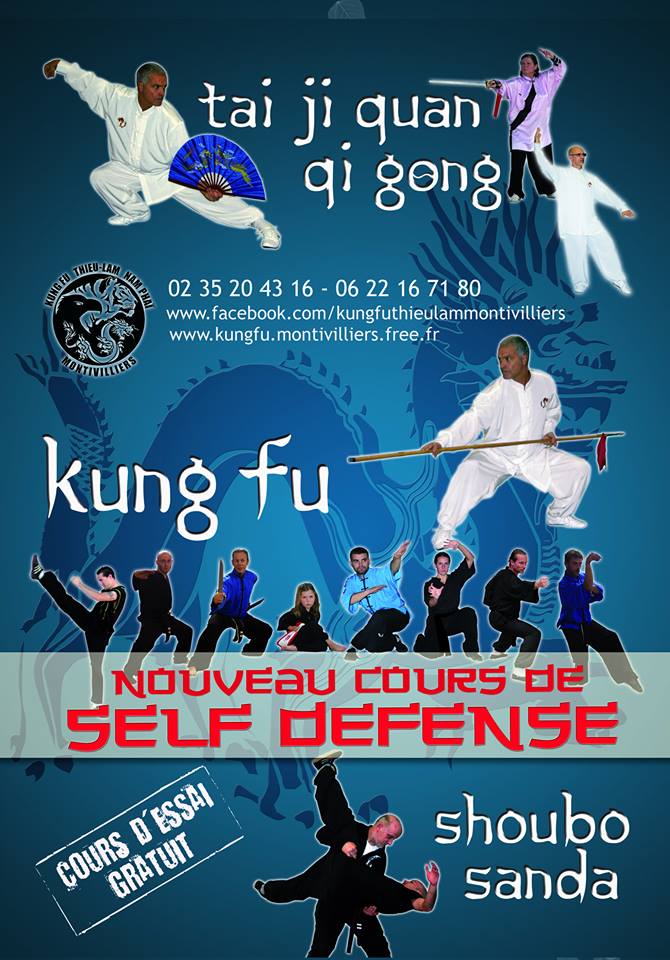 tai ji quan
qi gong
KUNG FU THIEU-LAM NAM PHOI
MONTIVILLIERS
02 35 20 43 16 - 06 22 16 71 80
www.facebook.com/kungfuthieulammontivilliers
www.kungfu.montivilliers.free.fr
kung fu
NOUVEAU COURS DE
SELF DEFENSE
COURS D'ESSAI
GRATUIT
shoubo
sanda